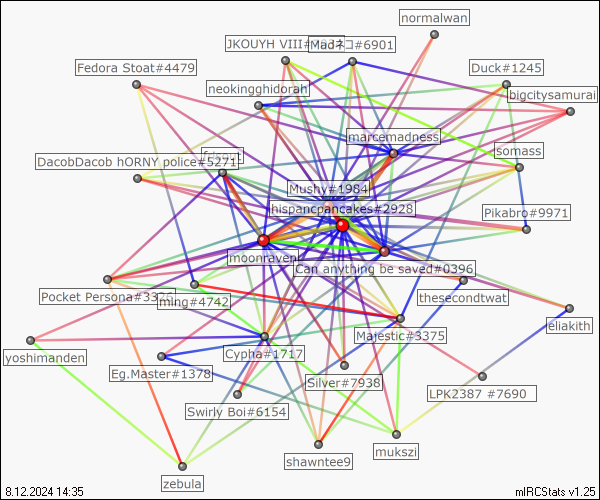 normalwan
Madネコ#6901
Fedora Stoat#4479
Duck#1245
neokingghidorah
bigcitysamurai
marcemadness
somass
DacobDacob hORNY police#5271
Mushy#1984
hispancpancakes#2928
Pikabro#9971
moonraven
Can anything be saved#0396
Pocket Persona#3326
ming#4742
thesecondtwat
eliakith
Majestic#3375
yoshimanden
Cypha#1717
Eg.Master#1378
Silver#7938
LPK2387 #7690
Swirly Boi#6154
mukszi
shawntee9
zebula
8.12.2024 14:35
mIRCStats v1.25